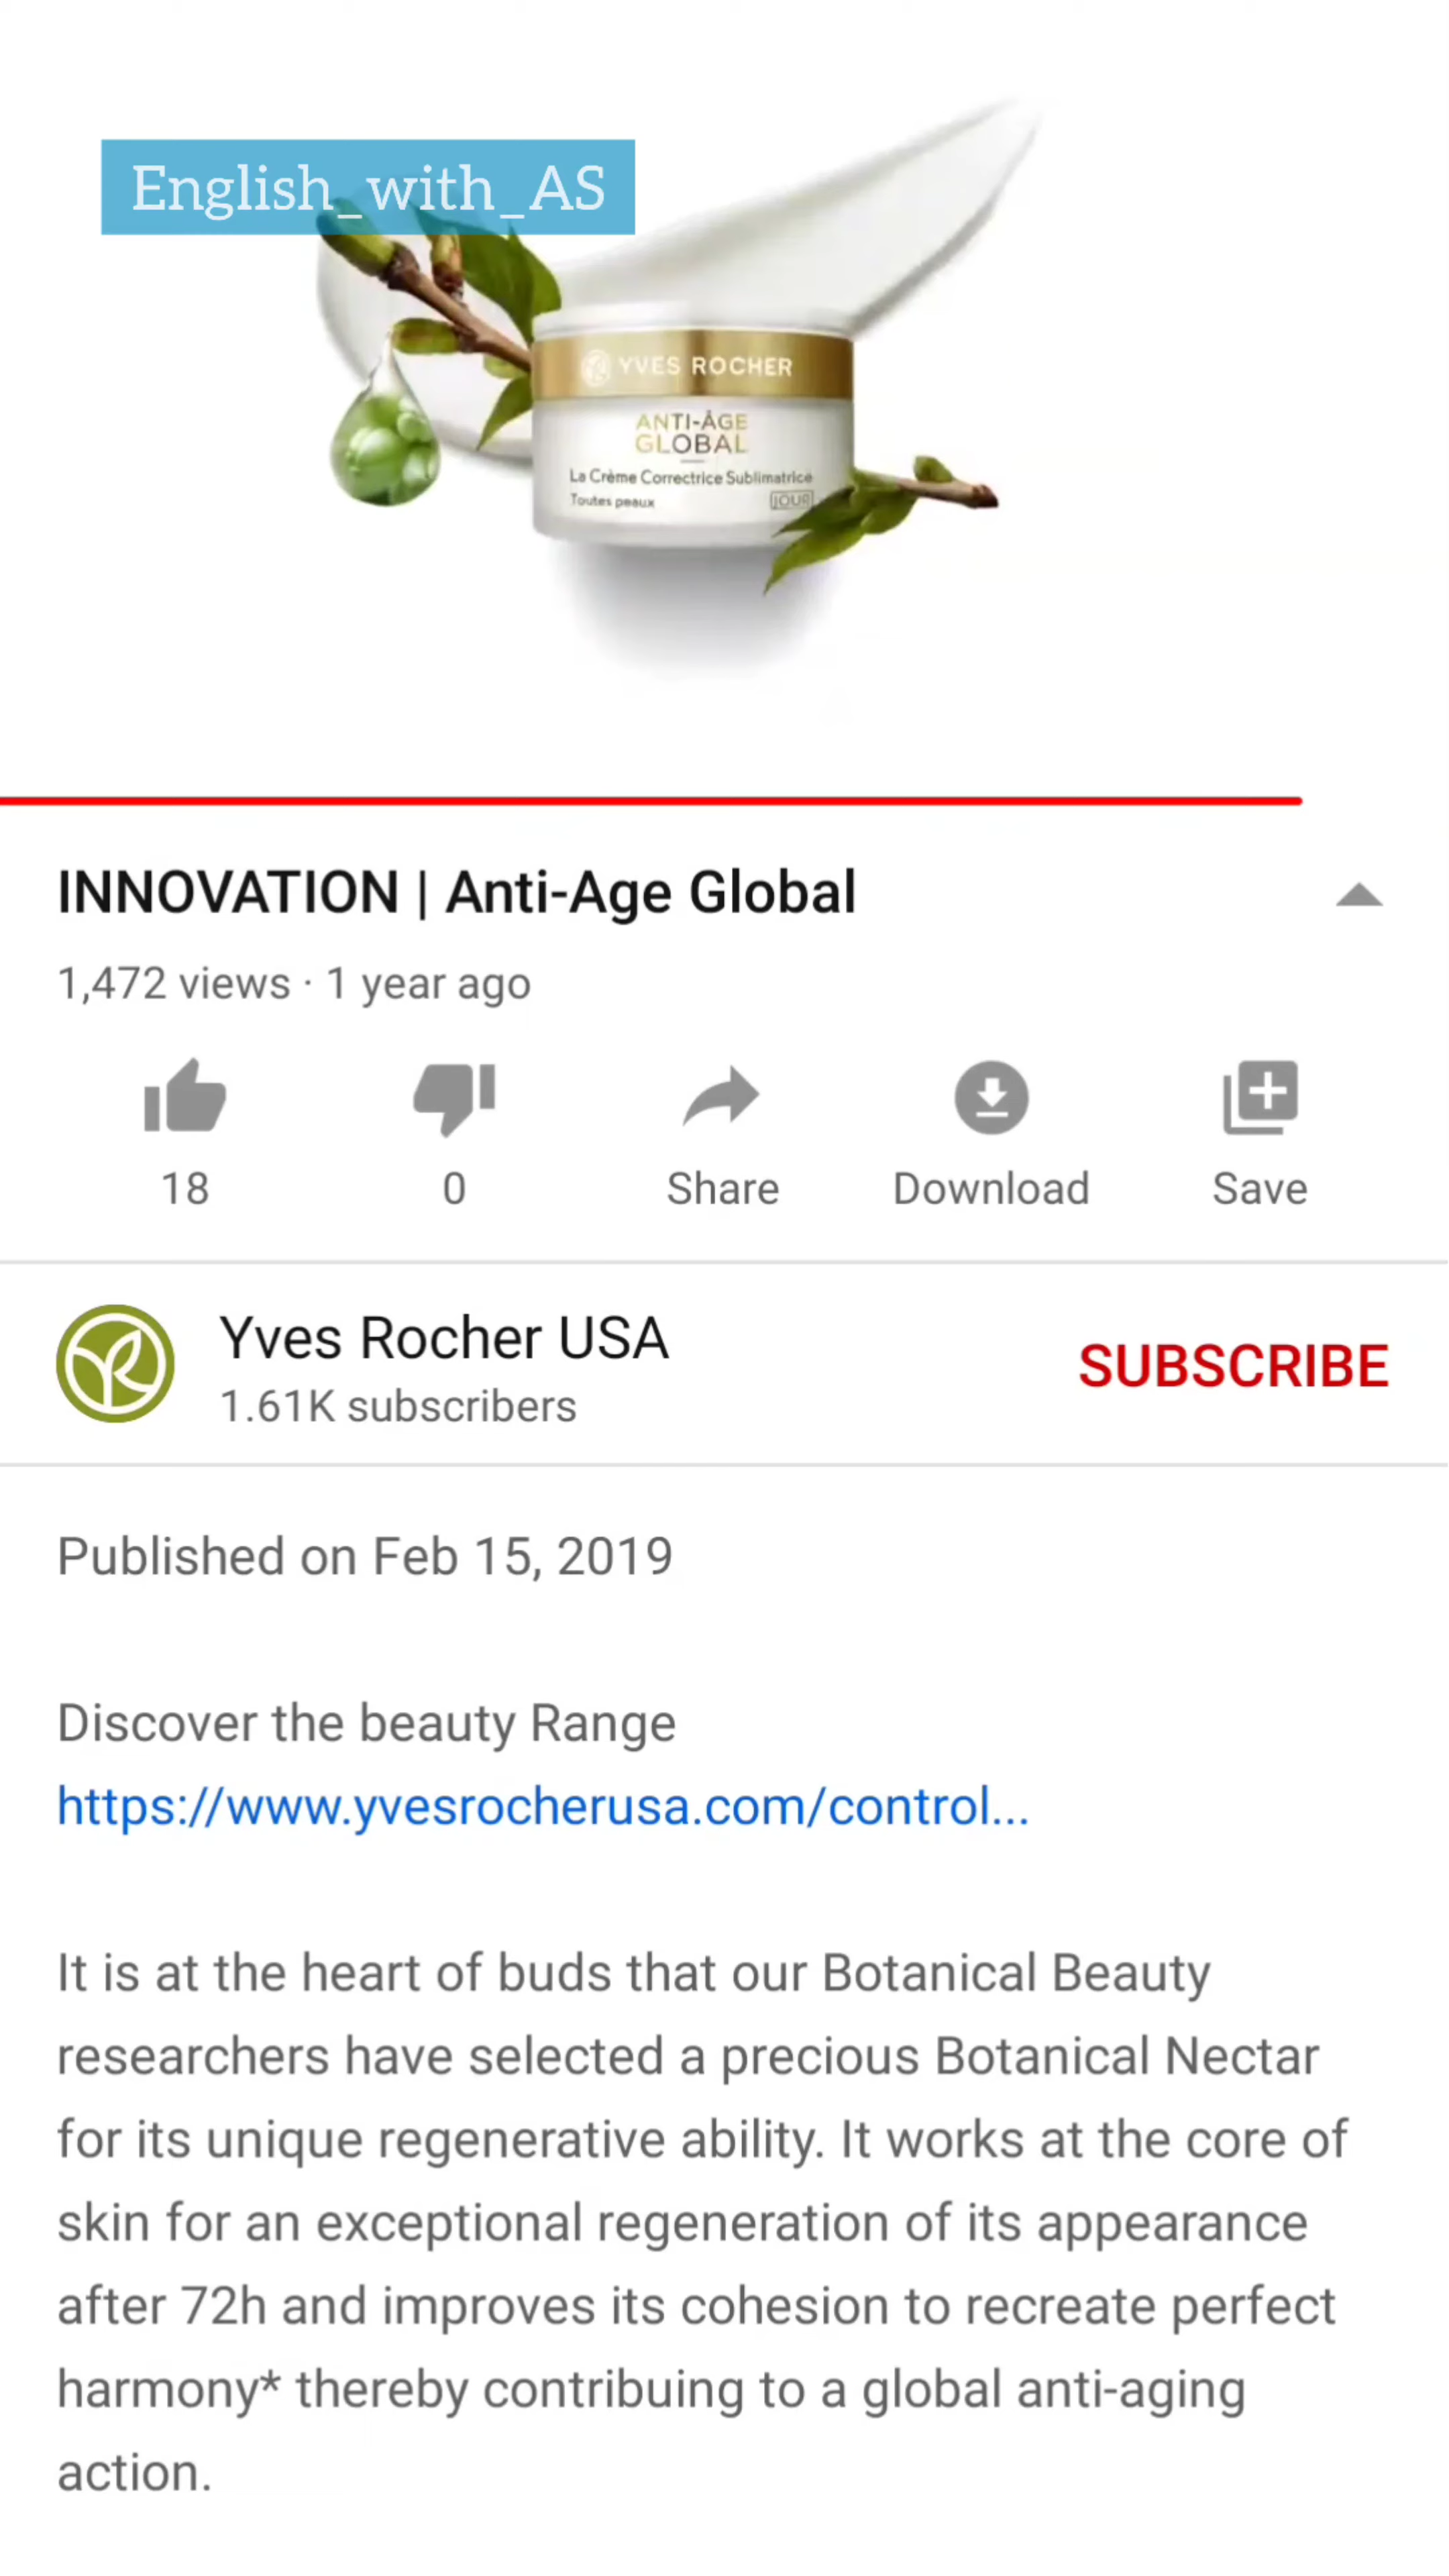 English_with_AS
YVES ROCHER
ANTI-ÂGE
GLOBAL
La Crème Correctrice Sublimatrice
Toutes peaux JOUR
INNOVATION | Anti-Age Global
1,472 views · 1 year ago
18 0 Share Download Save
Yves Rocher USA
SUBSCRIBE
1.61K subscribers
Published on Feb 15, 2019
Discover the beauty Range
https://www.yvesrocherusa.com/control...
It is at the heart of buds that our Botanical Beauty
researchers have selected a precious Botanical Nectar
for its unique regenerative ability. It works at the core of
skin for an exceptional regeneration of its appearance
after 72h and improves its cohesion to recreate perfect
harmony* thereby contribuing to a global anti-aging
action.